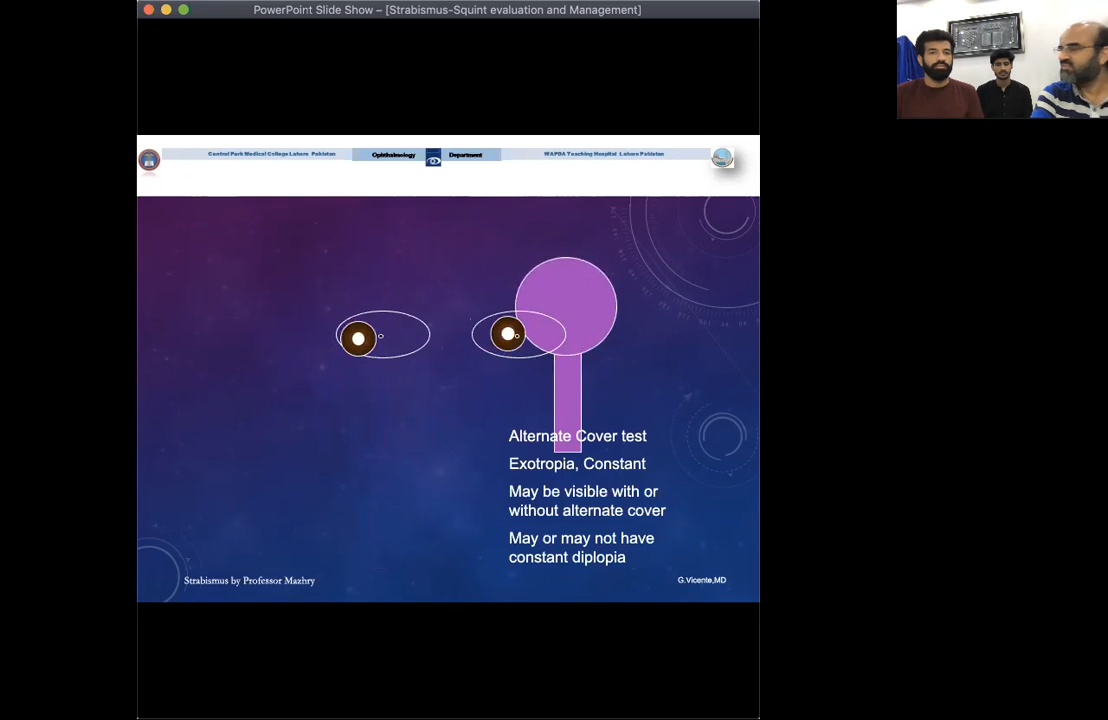 PowerPoint Slide Show – [Strabismus-Squint evaluation and Management]
Central Park Medical College Lahore Pakistan
Ophthalmology Department
WAPDA Teaching Hospital Lahore Pakistan
Alternate Cover test
Exotropia, Constant
May be visible with or
without alternate cover
May or may not have
constant diplopia
Strabismus by Professor Mazhry
G.Vicente,MD